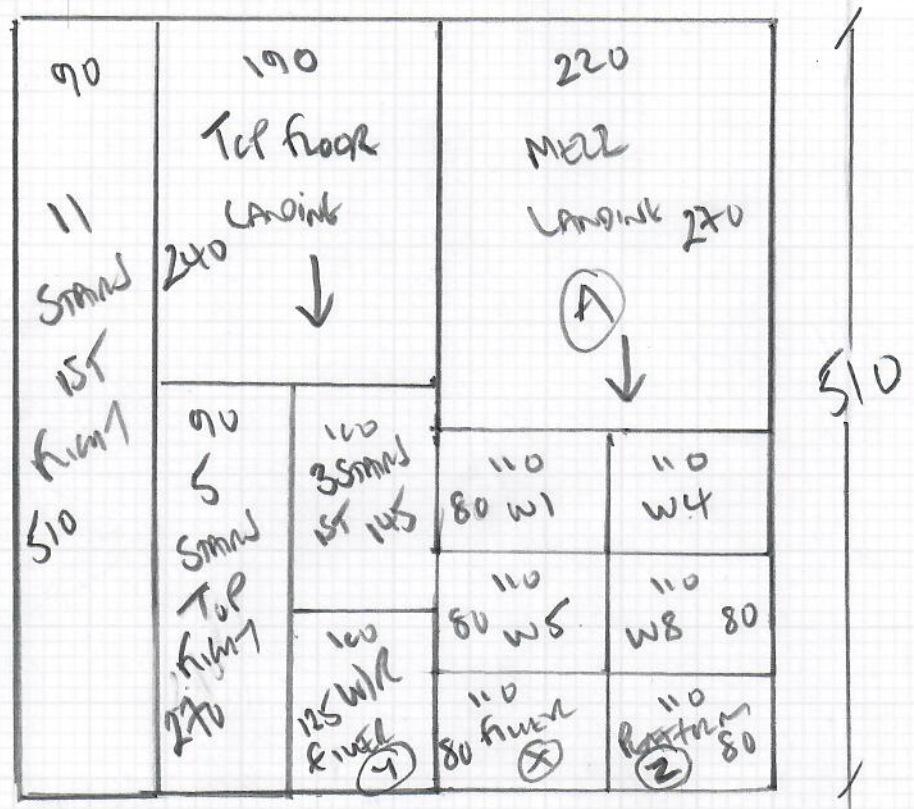 90
11
STAIRS
1ST
FLIGHT
510
190
TOP FLOOR
LANDING
240
220
MEZZ
LANDING 270
A
510
90
5
STAIRS
TOP
FLIGHT
270
100
3 STAIRS
1ST 145
100
125 W/R
FILLER
Y
110
80 W1
110
W4
110
80 W5
110
W8 80
110
80 FILLER
X
110
PLATFORM
Z 80